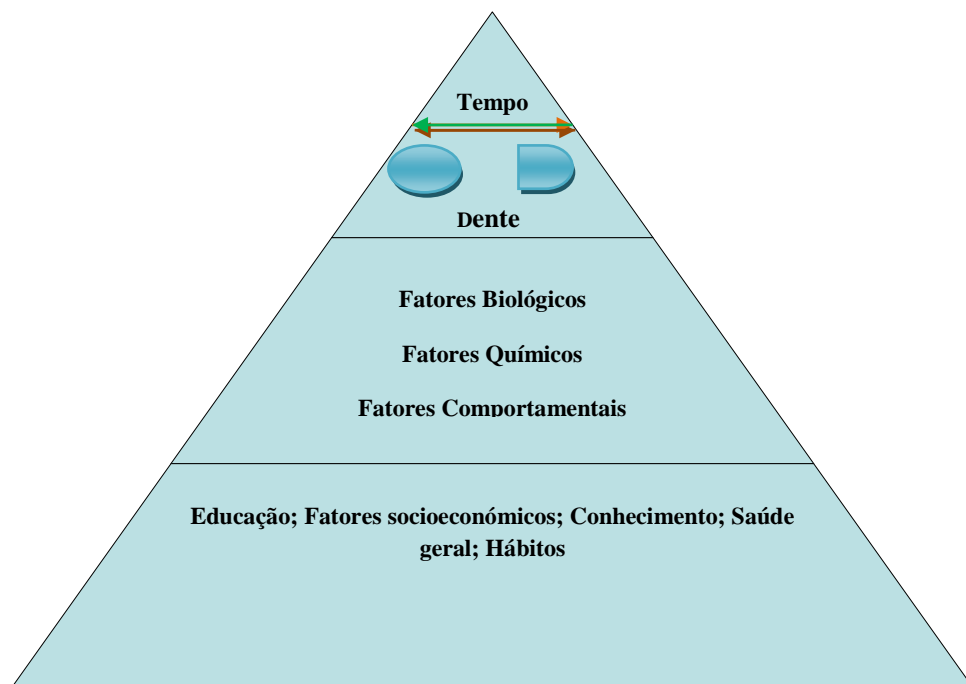 Tempo
Dente
Fatores Biológicos
Fatores Químicos
Fatores Comportamentais
Educação; Fatores socioeconómicos; Conhecimento; Saúde
geral; Hábitos